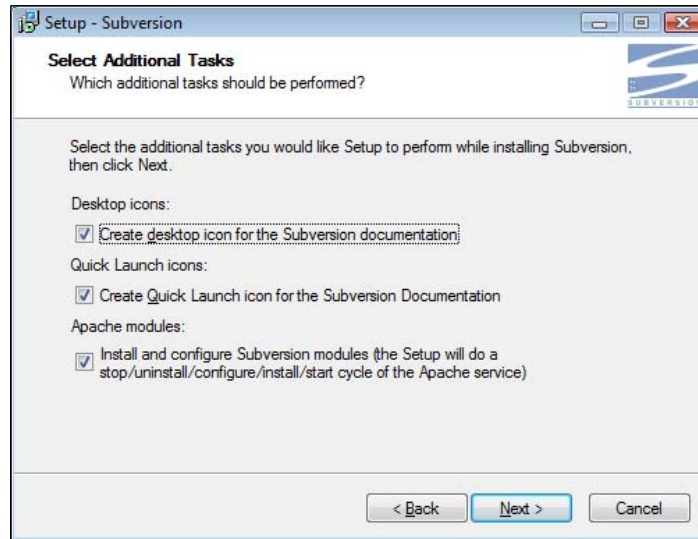 Setup - Subversion
Select Additional Tasks
Which additional tasks should be performed?
SUBVERSION
Select the additional tasks you would like Setup to perform while installing Subversion,
then click Next.
Desktop icons:
Create desktop icon for the Subversion documentation
Quick Launch icons:
Create Quick Launch icon for the Subversion Documentation
Apache modules:
Install and configure Subversion modules (the Setup will do a
stop/uninstall/configure/install/start cycle of the Apache service)
< Back Next > Cancel